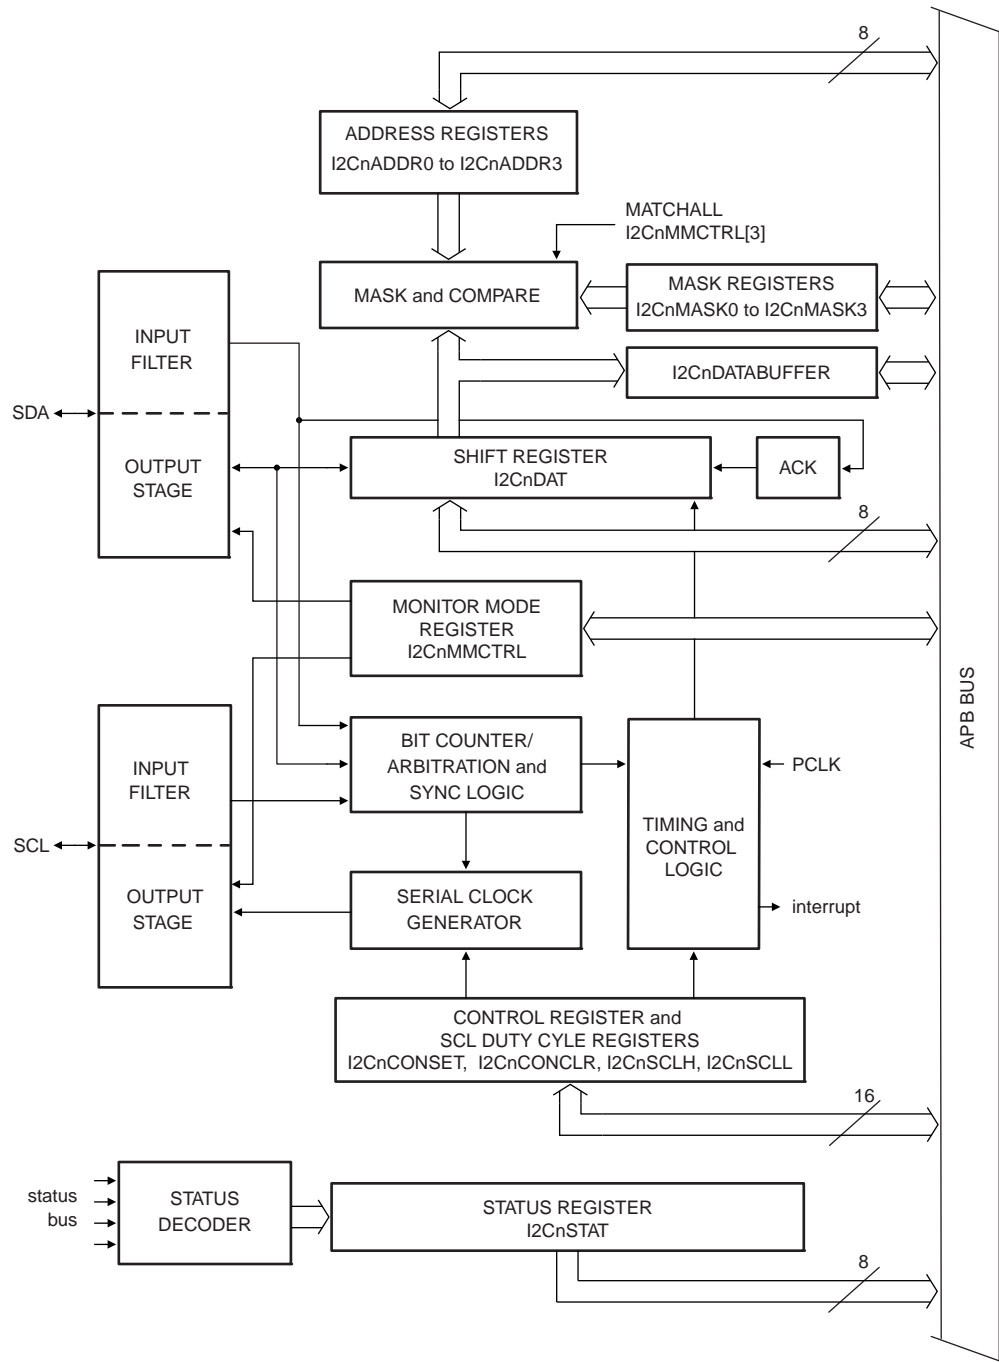 8
ADDRESS REGISTERS
I2CnADDR0 to I2CnADDR3
MATCHALL
I2CnMMCTRL[3]
MASK and COMPARE
MASK REGISTERS
I2CnMASK0 to I2CnMASK3
INPUT
FILTER
I2CnDATABUFFER
SDA
OUTPUT
STAGE
SHIFT REGISTER
I2CnDAT
ACK
8
MONITOR MODE
REGISTER
I2CnMMCTRL
APB BUS
INPUT
FILTER
BIT COUNTER/
ARBITRATION and
SYNC LOGIC
PCLK
SCL
TIMING and
CONTROL
LOGIC
OUTPUT
STAGE
SERIAL CLOCK
GENERATOR
interrupt
CONTROL REGISTER and
SCL DUTY CYLE REGISTERS
I2CnCONSET, I2CnCONCLR, I2CnSCLH, I2CnSCLL
16
status
bus
STATUS
DECODER
STATUS REGISTER
I2CnSTAT
8